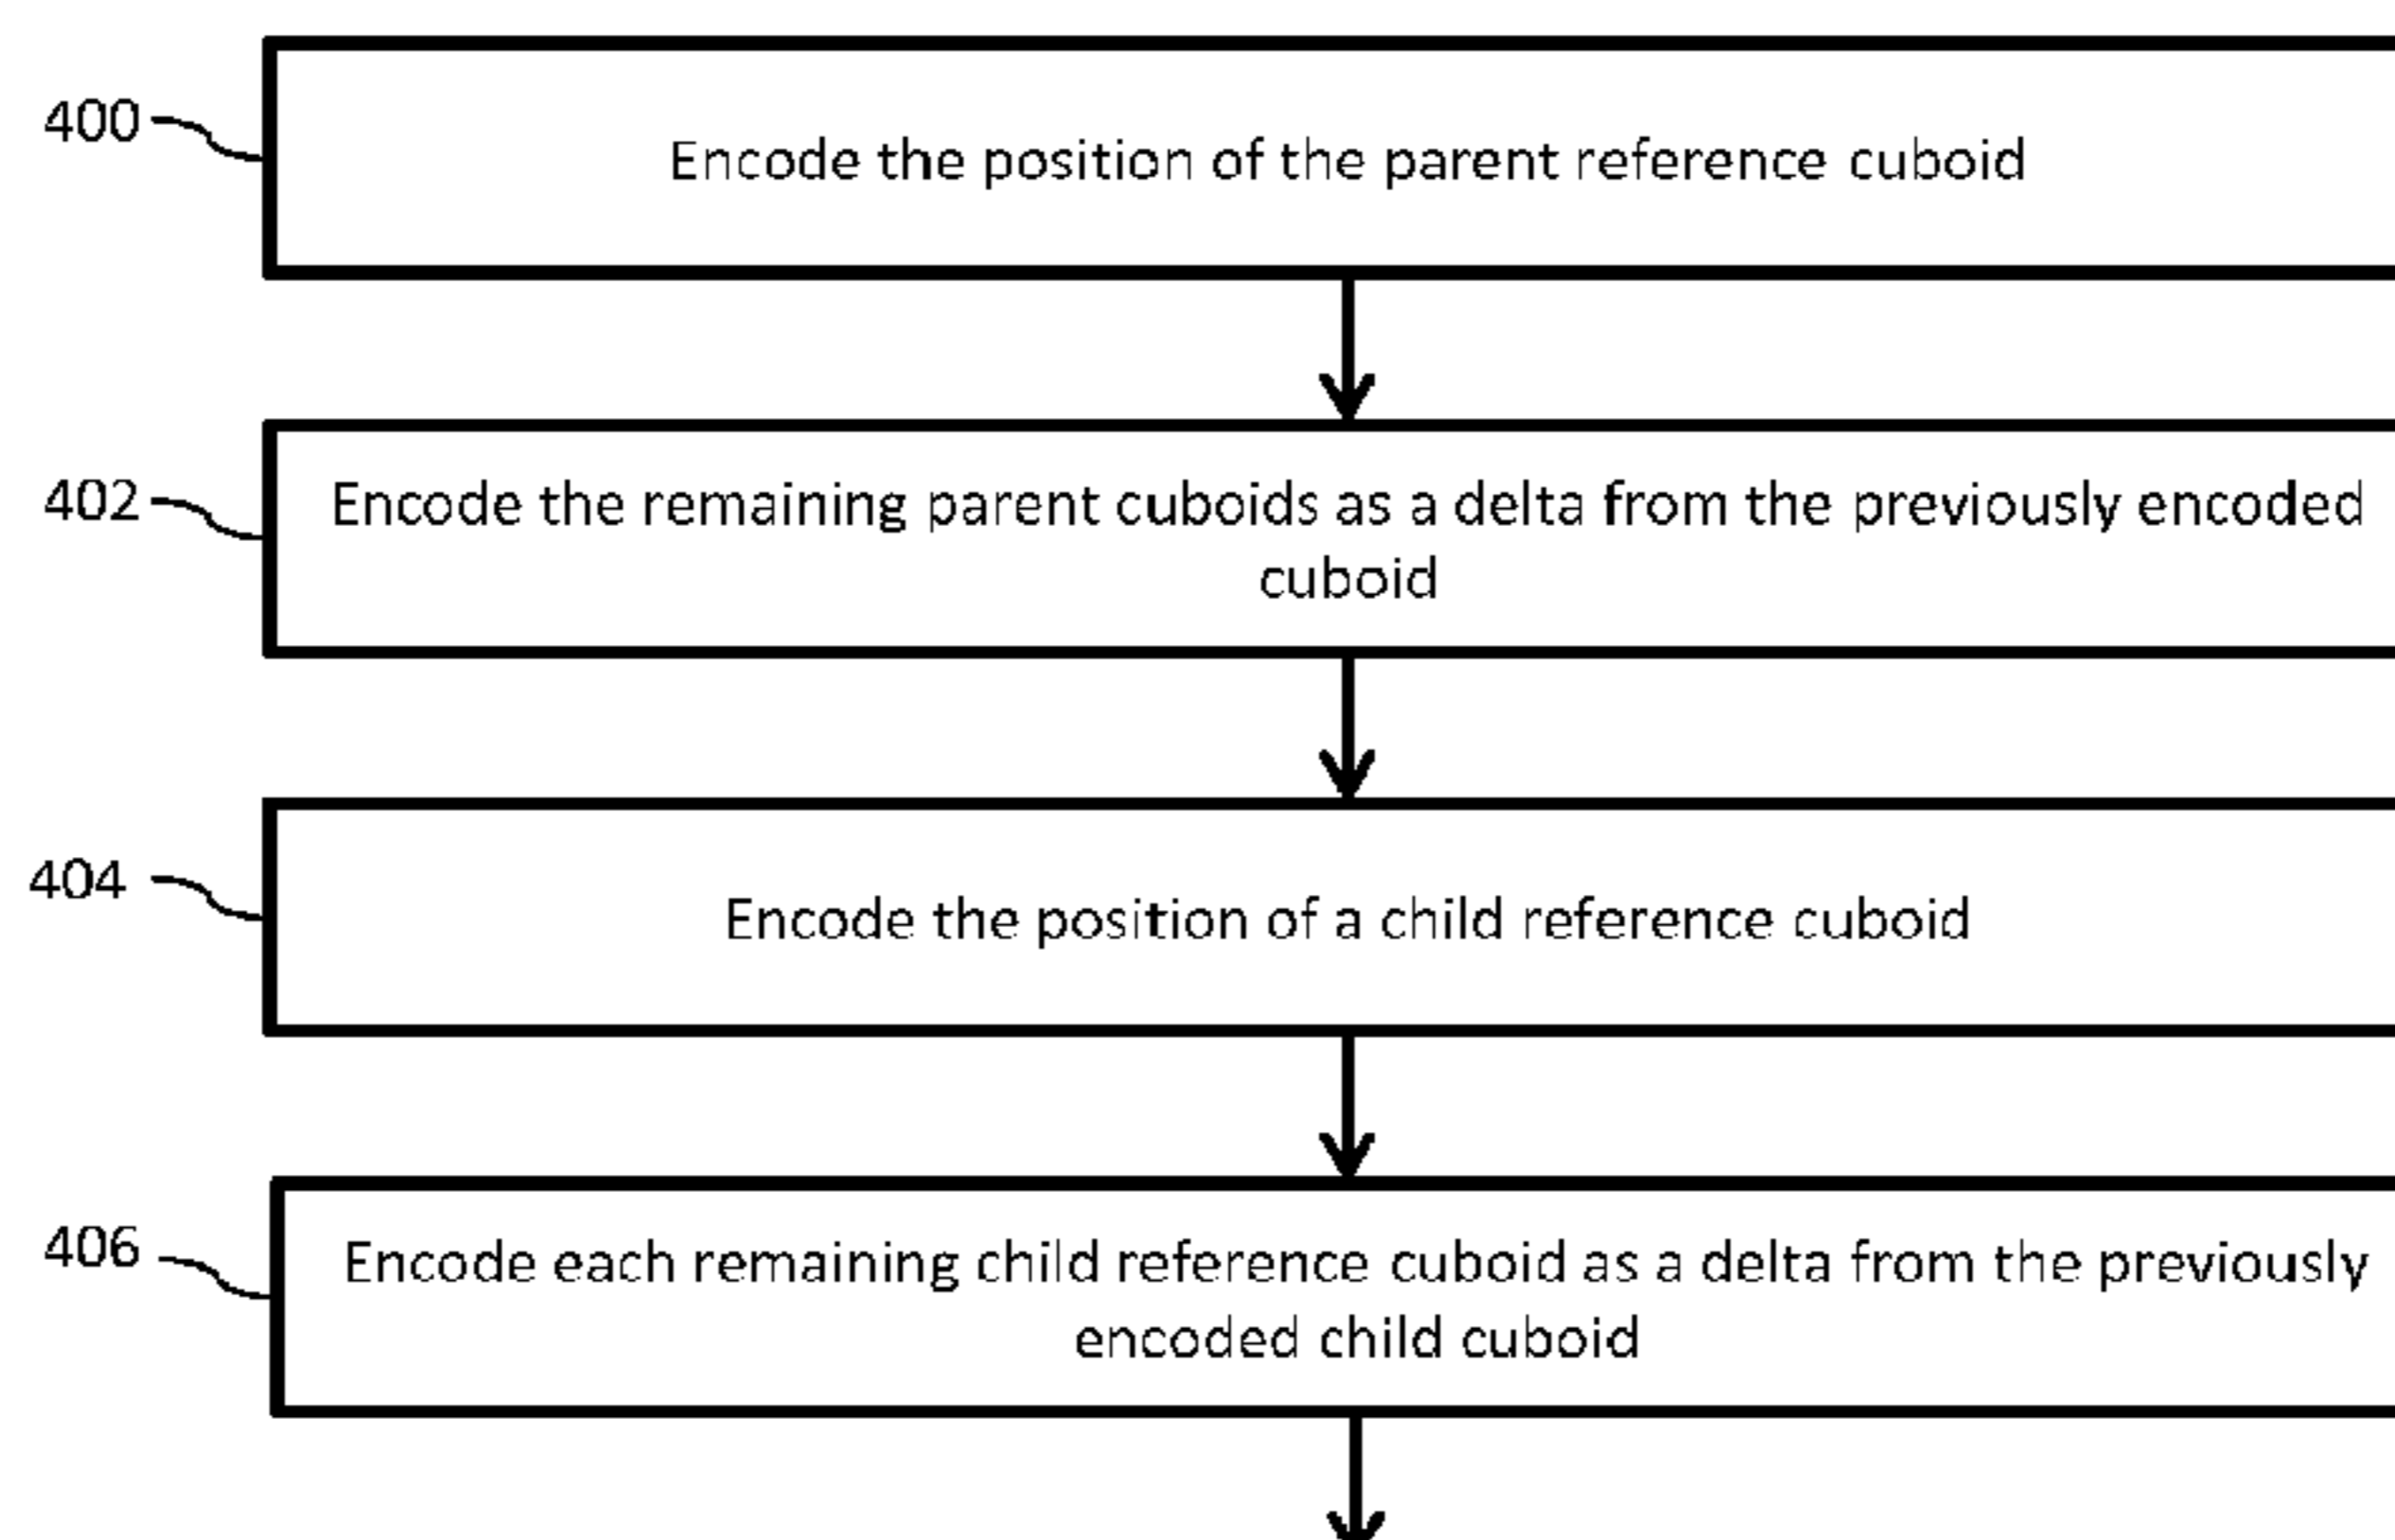 400
Encode the position of the parent reference cuboid
402
Encode the remaining parent cuboids as a delta from the previously encoded
cuboid
404
Encode the position of a child reference cuboid
406
Encode each remaining child reference cuboid as a delta from the previously
encoded child cuboid